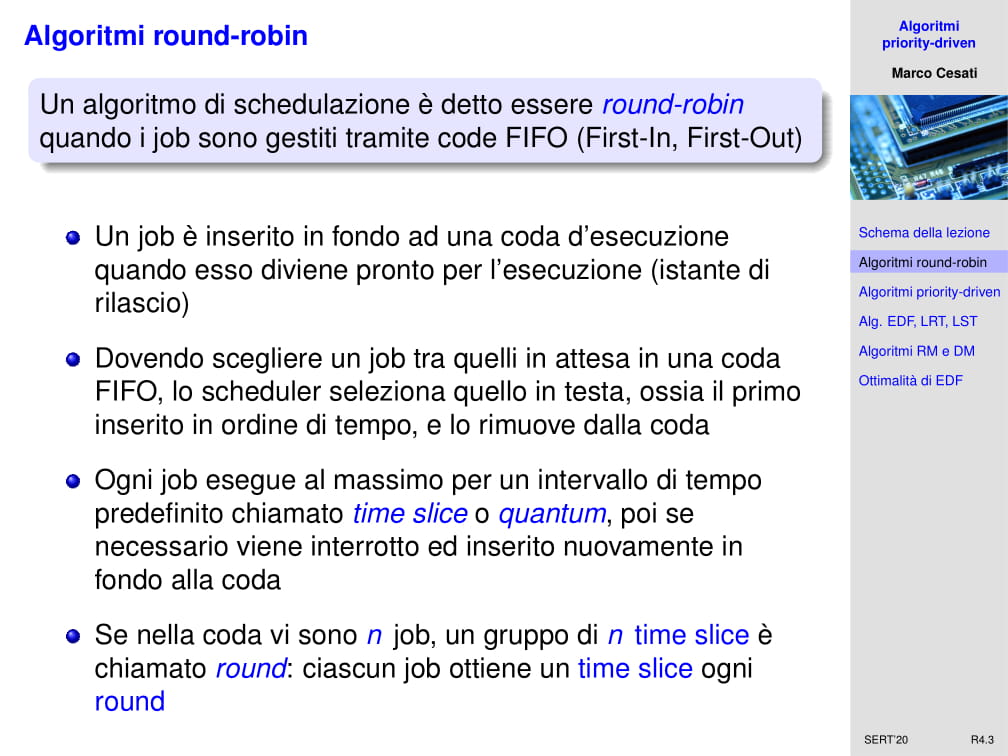 Algoritmi round-robin
Un algoritmo di schedulazione è detto essere round-robin
quando i job sono gestiti tramite code FIFO (First-In, First-Out)
Un job è inserito in fondo ad una coda d'esecuzione
quando esso diviene pronto per l'esecuzione (istante di
rilascio)
Dovendo scegliere un job tra quelli in attesa in una coda
FIFO, lo scheduler seleziona quello in testa, ossia il primo
inserito in ordine di tempo, e lo rimuove dalla coda
Ogni job esegue al massimo per un intervallo di tempo
predefinito chiamato time slice o quantum, poi se
necessario viene interrotto ed inserito nuovamente in
fondo alla coda
Se nella coda vi sono n job, un gruppo di n time slice è
chiamato round: ciascun job ottiene un time slice ogni
round
Algoritmi
priority-driven
Marco Cesati
Schema della lezione
Algoritmi round-robin
Algoritmi priority-driven
Alg. EDF, LRT, LST
Algoritmi RM e DM
Ottimalità di EDF
SERT'20 R4.3